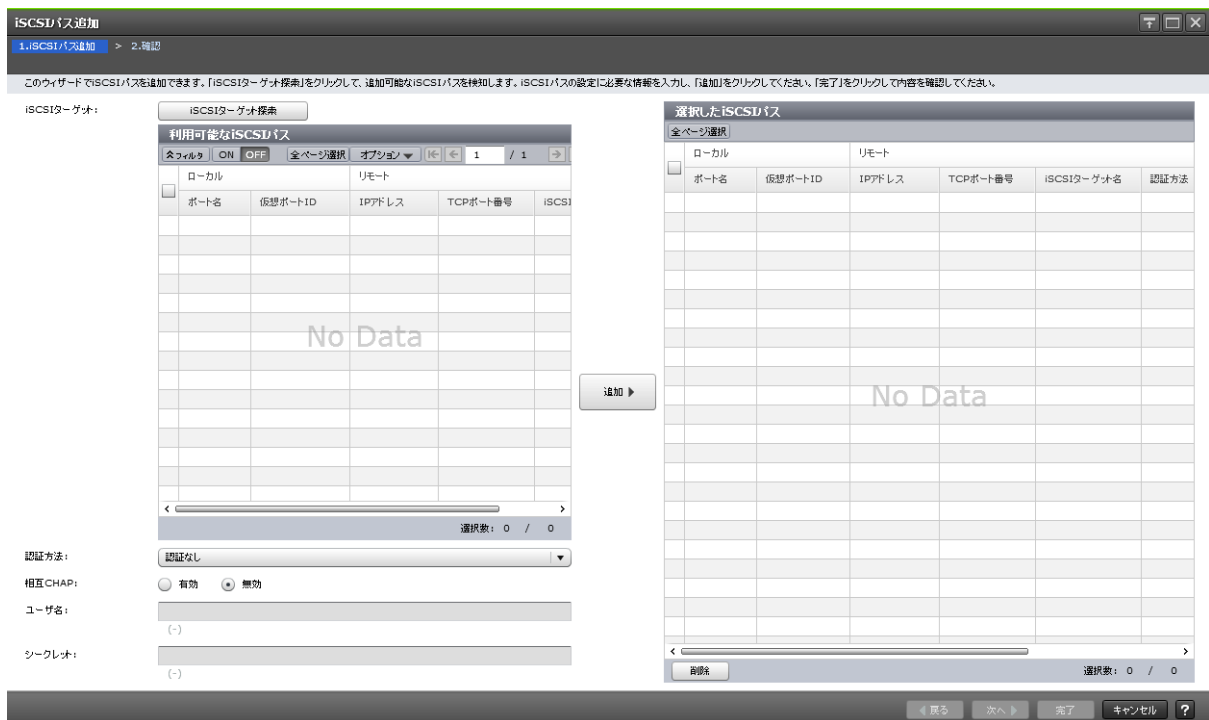 iSCSIパス追加
1.iSCSIパス追加 > 2.確認
このウィザードでiSCSIパスを追加できます。「iSCSIターゲット探索」をクリックして、追加可能なiSCSIパスを検知します。iSCSIパスの設定に必要な情報を入力し、「追加」をクリックしてください。「完了」をクリックして内容を確認してください。
iSCSIターゲット:
iSCSIターゲット探索
利用可能なiSCSIパス
フィルタ ON OFF 全ページ選択 オプション 1 / 1
ローカル リモート
ポート名 仮想ポートID IPアドレス TCPポート番号 iSCSI
No Data
選択数: 0 / 0
認証方法: 認証なし
相互CHAP: 有効 無効
ユーザ名:
(-)
シークレット:
(-)
追加
選択したiSCSIパス
全ページ選択
ローカル リモート
ポート名 仮想ポートID IPアドレス TCPポート番号 iSCSIターゲット名 認証方法
No Data
削除 選択数: 0 / 0
戻る 次へ 完了 キャンセル ?